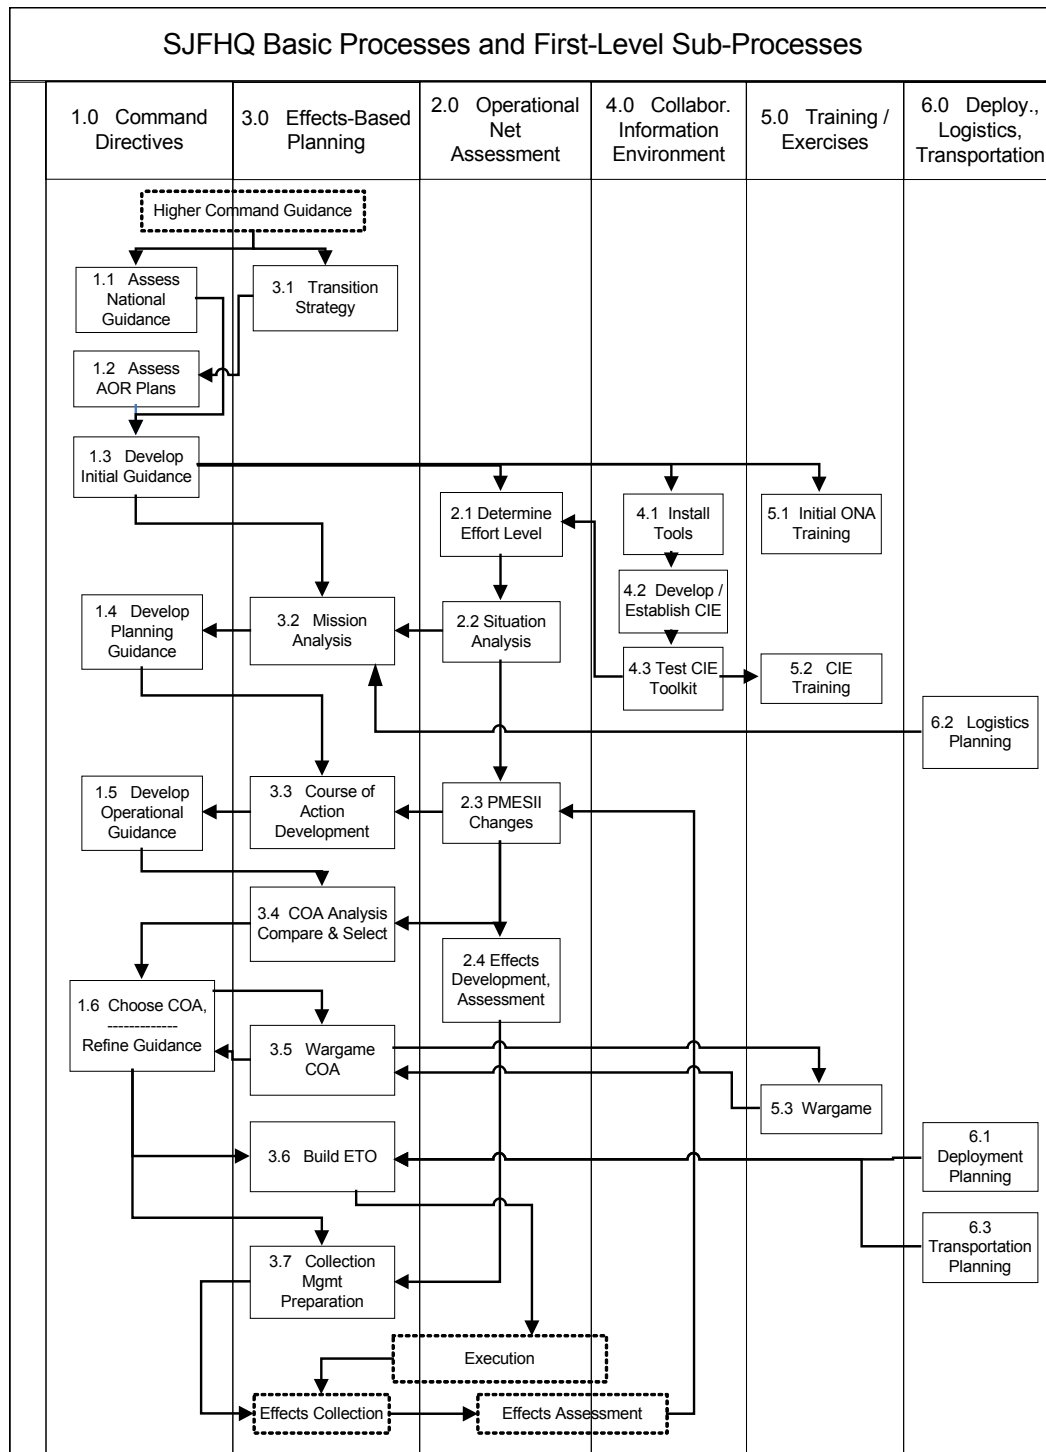 SJFHQ Basic Processes and First-Level Sub-Processes
1.0 Command
Directives
3.0 Effects-Based
Planning
2.0 Operational
Net
Assessment
4.0 Collabor.
Information
Environment
5.0 Training /
Exercises
6.0 Deploy.,
Logistics,
Transportation
Higher Command Guidance
1.1 Assess
National
Guidance
3.1 Transition
Strategy
1.2 Assess
AOR Plans
1.3 Develop
Initial Guidance
2.1 Determine
Effort Level
4.1 Install
Tools
5.1 Initial ONA
Training
4.2 Develop /
Establish CIE
1.4 Develop
Planning
Guidance
3.2 Mission
Analysis
2.2 Situation
Analysis
4.3 Test CIE
Toolkit
5.2 CIE
Training
6.2 Logistics
Planning
1.5 Develop
Operational
Guidance
3.3 Course of
Action
Development
2.3 PMESII
Changes
3.4 COA Analysis
Compare & Select
2.4 Effects
Development,
Assessment
1.6 Choose COA,
-------------
Refine Guidance
3.5 Wargame
COA
5.3 Wargame
3.6 Build ETO
6.1
Deployment
Planning
6.3
Transportation
Planning
3.7 Collection
Mgmt
Preparation
Execution
Effects Collection
Effects Assessment